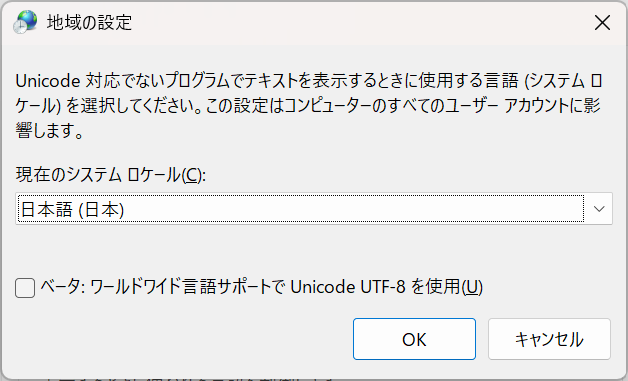 地域の設定
Unicode 対応でないプログラムでテキストを表示するときに使用する言語 (システム ロ
ケール) を選択してください。この設定はコンピューターのすべてのユーザー アカウントに影
響します。
現在のシステム ロケール(C):
日本語 (日本)
ベータ: ワールドワイド言語サポートで Unicode UTF-8 を使用(U)
OK
キャンセル